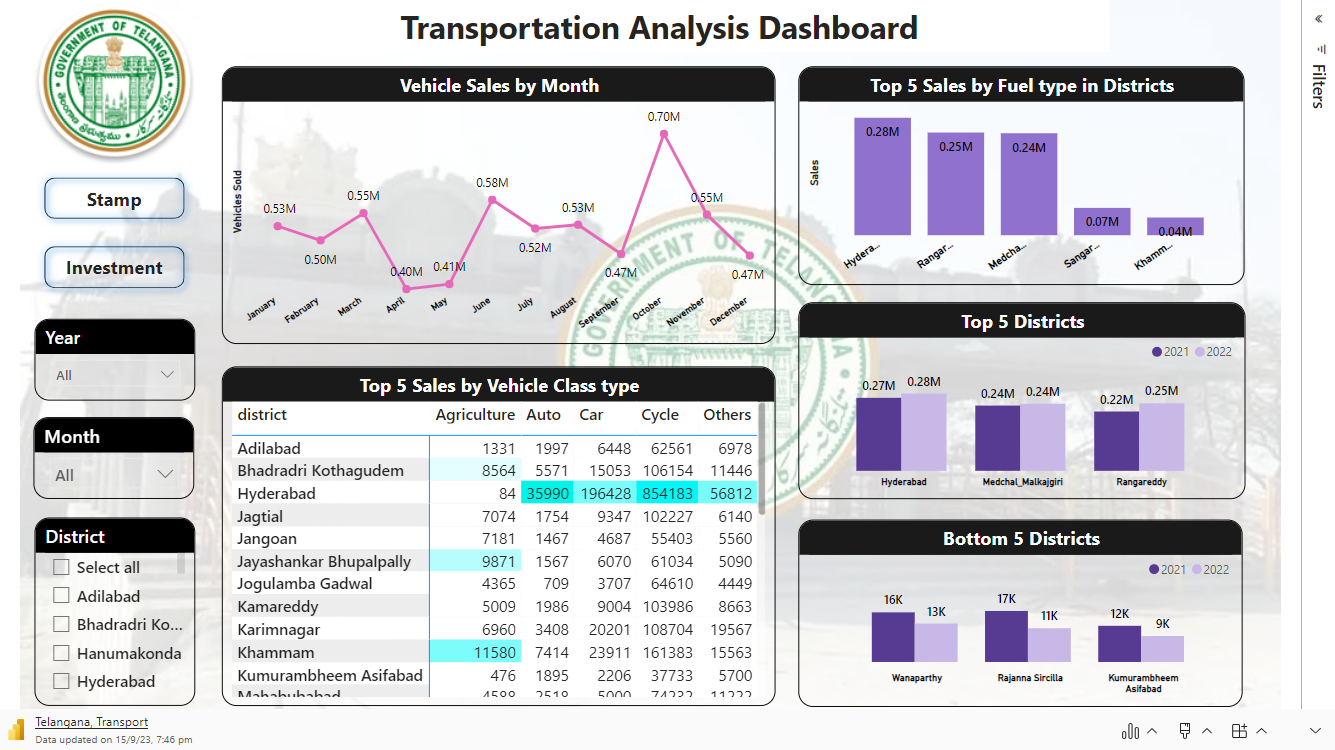 Transportation Analysis Dashboard
GOVERNMENT OF TELANGANA
Stamp
Investment
Year
All
Month
All
District
Select all
Adilabad
Bhadradri Ko...
Hanumakonda
Hyderabad
Vehicle Sales by Month
Vehicles Sold
0.53M
0.50M
0.55M
0.40M
0.41M
0.58M
0.52M
0.53M
0.47M
0.70M
0.55M
0.47M
January February March April May June July August September October November December
Top 5 Sales by Vehicle Class type
district Agriculture Auto Car Cycle Others
Adilabad 1331 1997 6448 62561 6978
Bhadradri Kothagudem 8564 5571 15053 106154 11446
Hyderabad 84 35990 196428 854183 56812
Jagtial 7074 1754 9347 102227 6140
Jangoan 7181 1467 4687 55403 5560
Jayashankar Bhupalpally 9871 1567 6070 61034 5090
Jogulamba Gadwal 4365 709 3707 64610 4449
Kamareddy 5009 1986 9004 103986 8663
Karimnagar 6960 3408 20201 108704 19567
Khammam 11580 7414 23911 161383 15563
Kumurambheem Asifabad 476 1895 2206 37733 5700
Mahabubabad 4588 2518 5000 74232 11222
Top 5 Sales by Fuel type in Districts
Sales
0.28M 0.25M 0.24M 0.07M 0.04M
Hydera... Rangar... Medcha... Sangar... Khamm...
Top 5 Districts
2021 2022
0.27M 0.28M 0.24M 0.24M 0.22M 0.25M
Hyderabad Medchal_Malkajgiri Rangareddy
Bottom 5 Districts
2021 2022
16K 13K 17K 11K 12K 9K
Wanaparthy Rajanna Sircilla Kumurambheem
Asifabad
Filters
Telangana, Transport
Data updated on 15/9/23, 7:46 pm